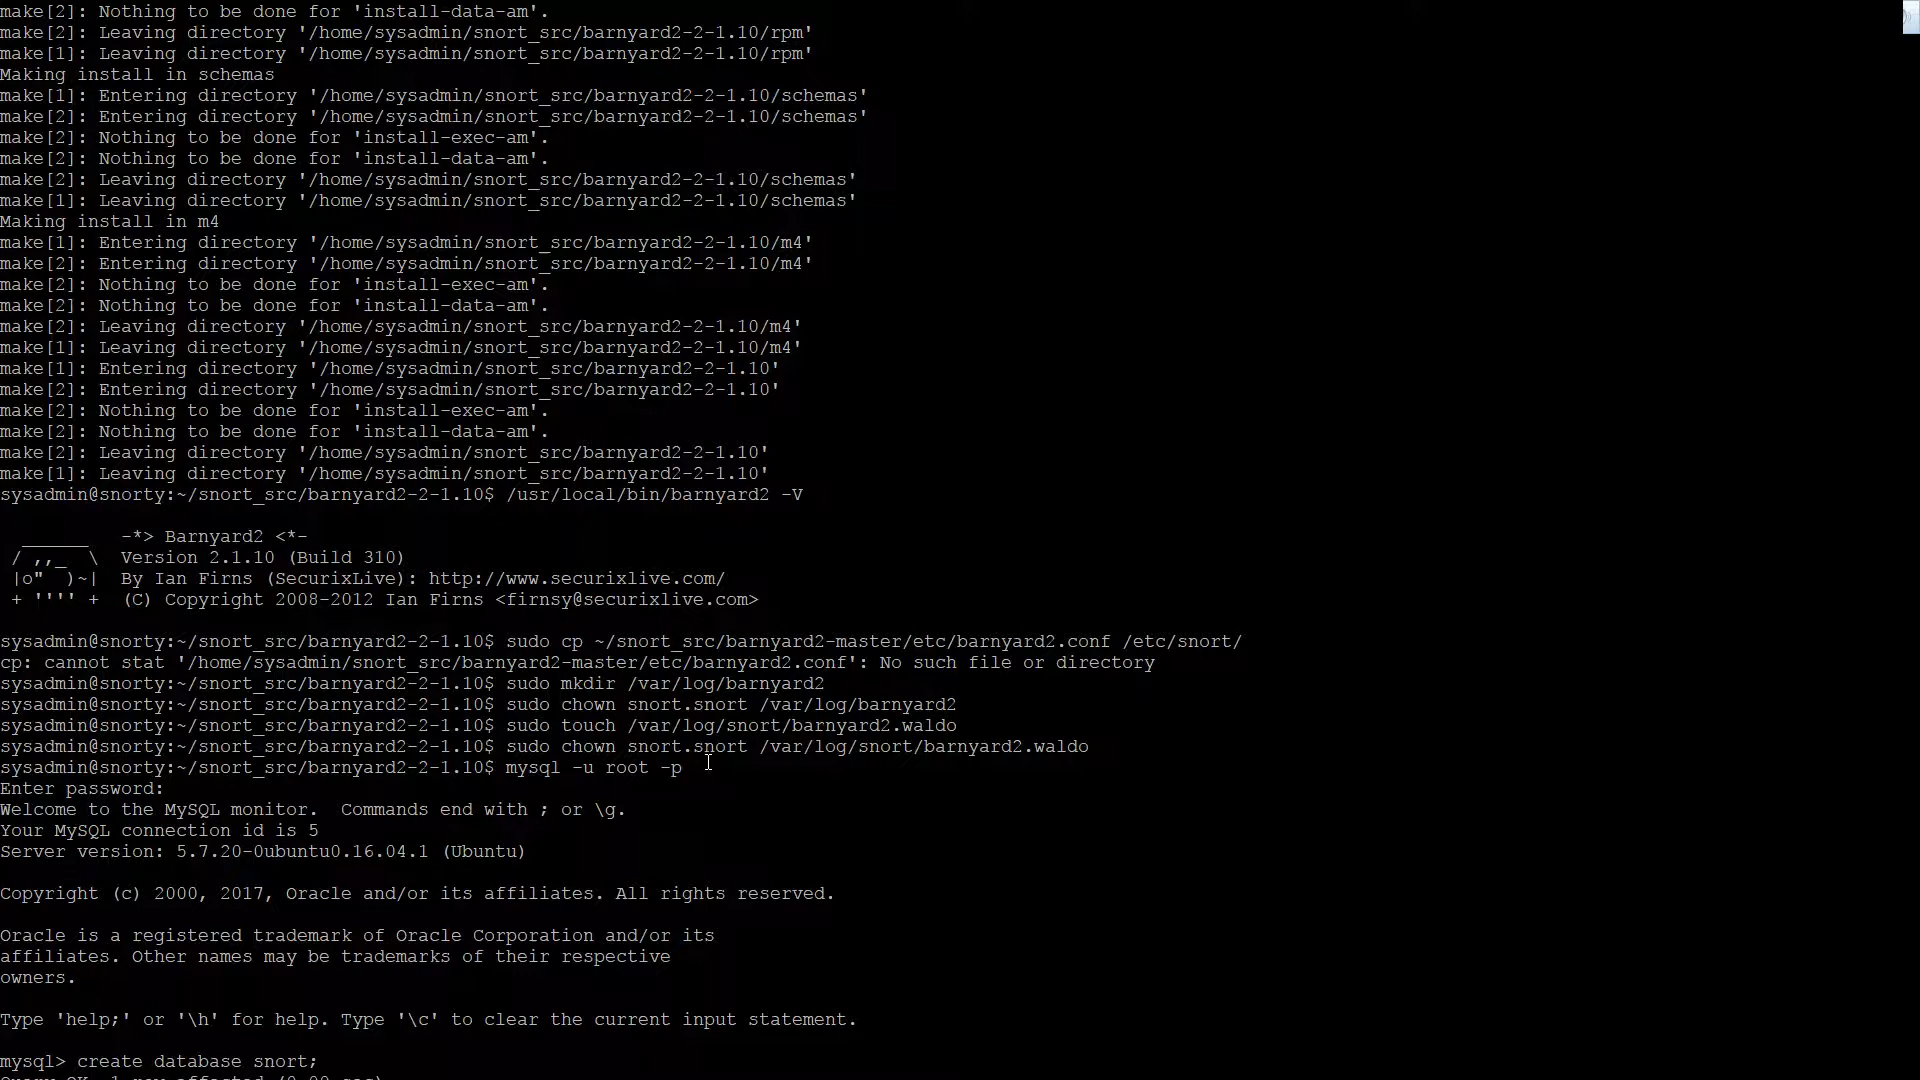 make[2]: Nothing to be done for 'install-data-am'.
make[2]: Leaving directory '/home/sysadmin/snort_src/barnyard2-2-1.10/rpm'
make[1]: Leaving directory '/home/sysadmin/snort_src/barnyard2-2-1.10/rpm'
Making install in schemas
make[1]: Entering directory '/home/sysadmin/snort_src/barnyard2-2-1.10/schemas'
make[2]: Entering directory '/home/sysadmin/snort_src/barnyard2-2-1.10/schemas'
make[2]: Nothing to be done for 'install-exec-am'.
make[2]: Nothing to be done for 'install-data-am'.
make[2]: Leaving directory '/home/sysadmin/snort_src/barnyard2-2-1.10/schemas'
make[1]: Leaving directory '/home/sysadmin/snort_src/barnyard2-2-1.10/schemas'
Making install in m4
make[1]: Entering directory '/home/sysadmin/snort_src/barnyard2-2-1.10/m4'
make[2]: Entering directory '/home/sysadmin/snort_src/barnyard2-2-1.10/m4'
make[2]: Nothing to be done for 'install-exec-am'.
make[2]: Nothing to be done for 'install-data-am'.
make[2]: Leaving directory '/home/sysadmin/snort_src/barnyard2-2-1.10/m4'
make[1]: Leaving directory '/home/sysadmin/snort_src/barnyard2-2-1.10/m4'
make[1]: Entering directory '/home/sysadmin/snort_src/barnyard2-2-1.10'
make[2]: Entering directory '/home/sysadmin/snort_src/barnyard2-2-1.10'
make[2]: Nothing to be done for 'install-exec-am'.
make[2]: Nothing to be done for 'install-data-am'.
make[2]: Leaving directory '/home/sysadmin/snort_src/barnyard2-2-1.10'
make[1]: Leaving directory '/home/sysadmin/snort_src/barnyard2-2-1.10'
sysadmin@snorty:~/snort_src/barnyard2-2-1.10$ /usr/local/bin/barnyard2 -V
  ______   -*> Barnyard2 <*-
 / ,,_  \  Version 2.1.10 (Build 310)
 |o"  )~|  By Ian Firns (SecurixLive): http://www.securixlive.com/
 + '''' +  (C) Copyright 2008-2012 Ian Firns <firnsy@securixlive.com>
sysadmin@snorty:~/snort_src/barnyard2-2-1.10$ sudo cp ~/snort_src/barnyard2-master/etc/barnyard2.conf /etc/snort/
cp: cannot stat '/home/sysadmin/snort_src/barnyard2-master/etc/barnyard2.conf': No such file or directory
sysadmin@snorty:~/snort_src/barnyard2-2-1.10$ sudo mkdir /var/log/barnyard2
sysadmin@snorty:~/snort_src/barnyard2-2-1.10$ sudo chown snort.snort /var/log/barnyard2
sysadmin@snorty:~/snort_src/barnyard2-2-1.10$ sudo touch /var/log/snort/barnyard2.waldo
sysadmin@snorty:~/snort_src/barnyard2-2-1.10$ sudo chown snort.snort /var/log/snort/barnyard2.waldo
sysadmin@snorty:~/snort_src/barnyard2-2-1.10$ mysql -u root -p
Enter password:
Welcome to the MySQL monitor.  Commands end with ; or \g.
Your MySQL connection id is 5
Server version: 5.7.20-0ubuntu0.16.04.1 (Ubuntu)
Copyright (c) 2000, 2017, Oracle and/or its affiliates. All rights reserved.
Oracle is a registered trademark of Oracle Corporation and/or its
affiliates. Other names may be trademarks of their respective
owners.
Type 'help;' or '\h' for help. Type '\c' to clear the current input statement.
mysql> create database snort;